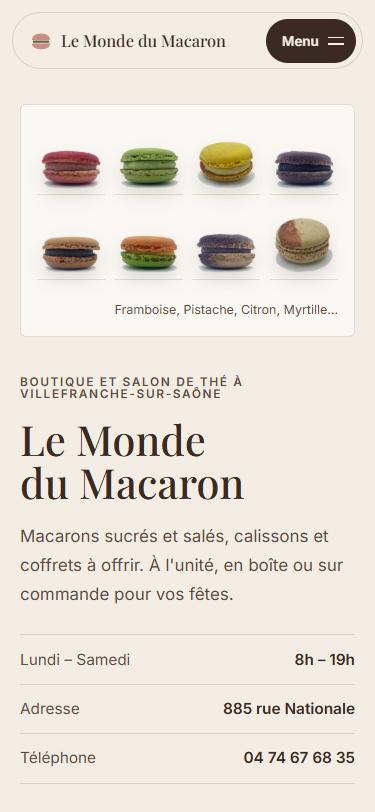 Le Monde du Macaron
Menu
Framboise, Pistache, Citron, Myrtille...
BOUTIQUE ET SALON DE THÉ À
VILLEFRANCHE-SUR-SAÔNE
Le Monde
du Macaron
Macarons sucrés et salés, calissons et
coffrets à offrir. À l'unité, en boîte ou sur
commande pour vos fêtes.
Lundi – Samedi
8h – 19h
Adresse
885 rue Nationale
Téléphone
04 74 67 68 35